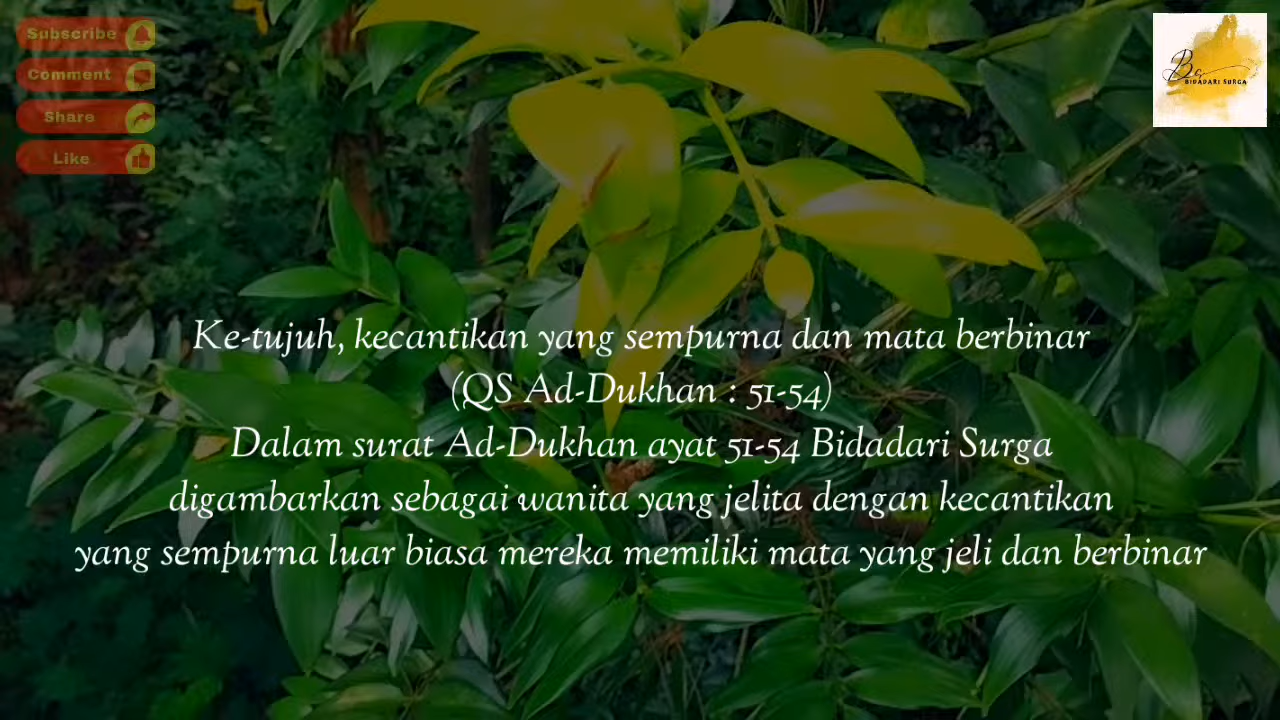 Subscribe
Comment
Share
Like
Bs
BIDADARI SURGA
Ke-tujuh, kecantikan yang sempurna dan mata berbinar
(QS Ad-Dukhan : 51-54)
Dalam surat Ad-Dukhan ayat 51-54 Bidadari Surga
digambarkan sebagai wanita yang jelita dengan kecantikan
yang sempurna luar biasa mereka memiliki mata yang jeli dan berbinar